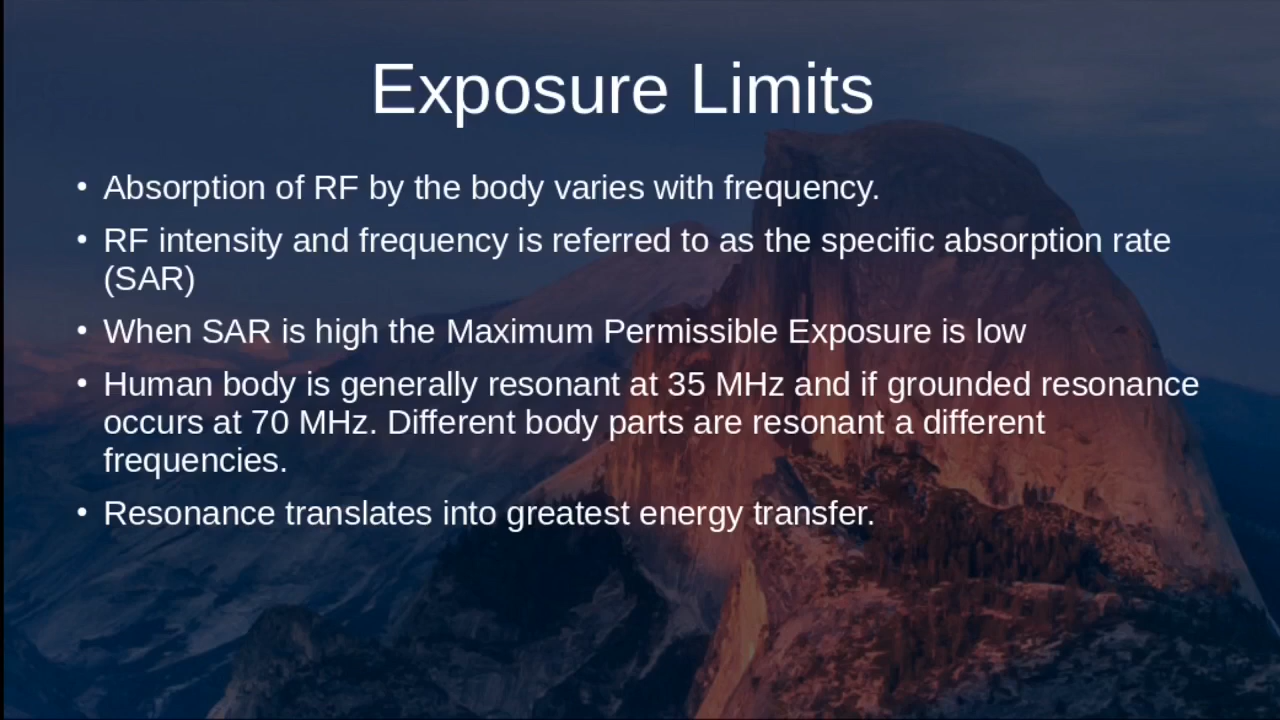 Exposure Limits
• Absorption of RF by the body varies with frequency.
• RF intensity and frequency is referred to as the specific absorption rate
(SAR)
• When SAR is high the Maximum Permissible Exposure is low
• Human body is generally resonant at 35 MHz and if grounded resonance
occurs at 70 MHz. Different body parts are resonant a different
frequencies.
• Resonance translates into greatest energy transfer.